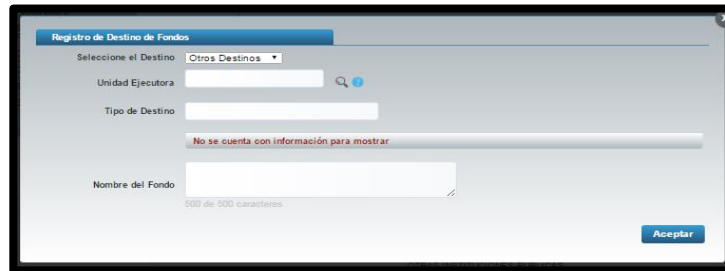 Registro de Destino de Fondos
Seleccione el Destino Otros Destinos
Unidad Ejecutora
Tipo de Destino
No se cuenta con información para mostrar
Nombre del Fondo
500 de 500 caracteres
Aceptar